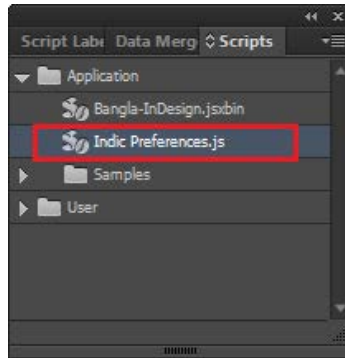 Script Labe Data Merg Scripts
Application
Bangla-InDesign.jsxbin
Indic Preferences.js
Samples
User